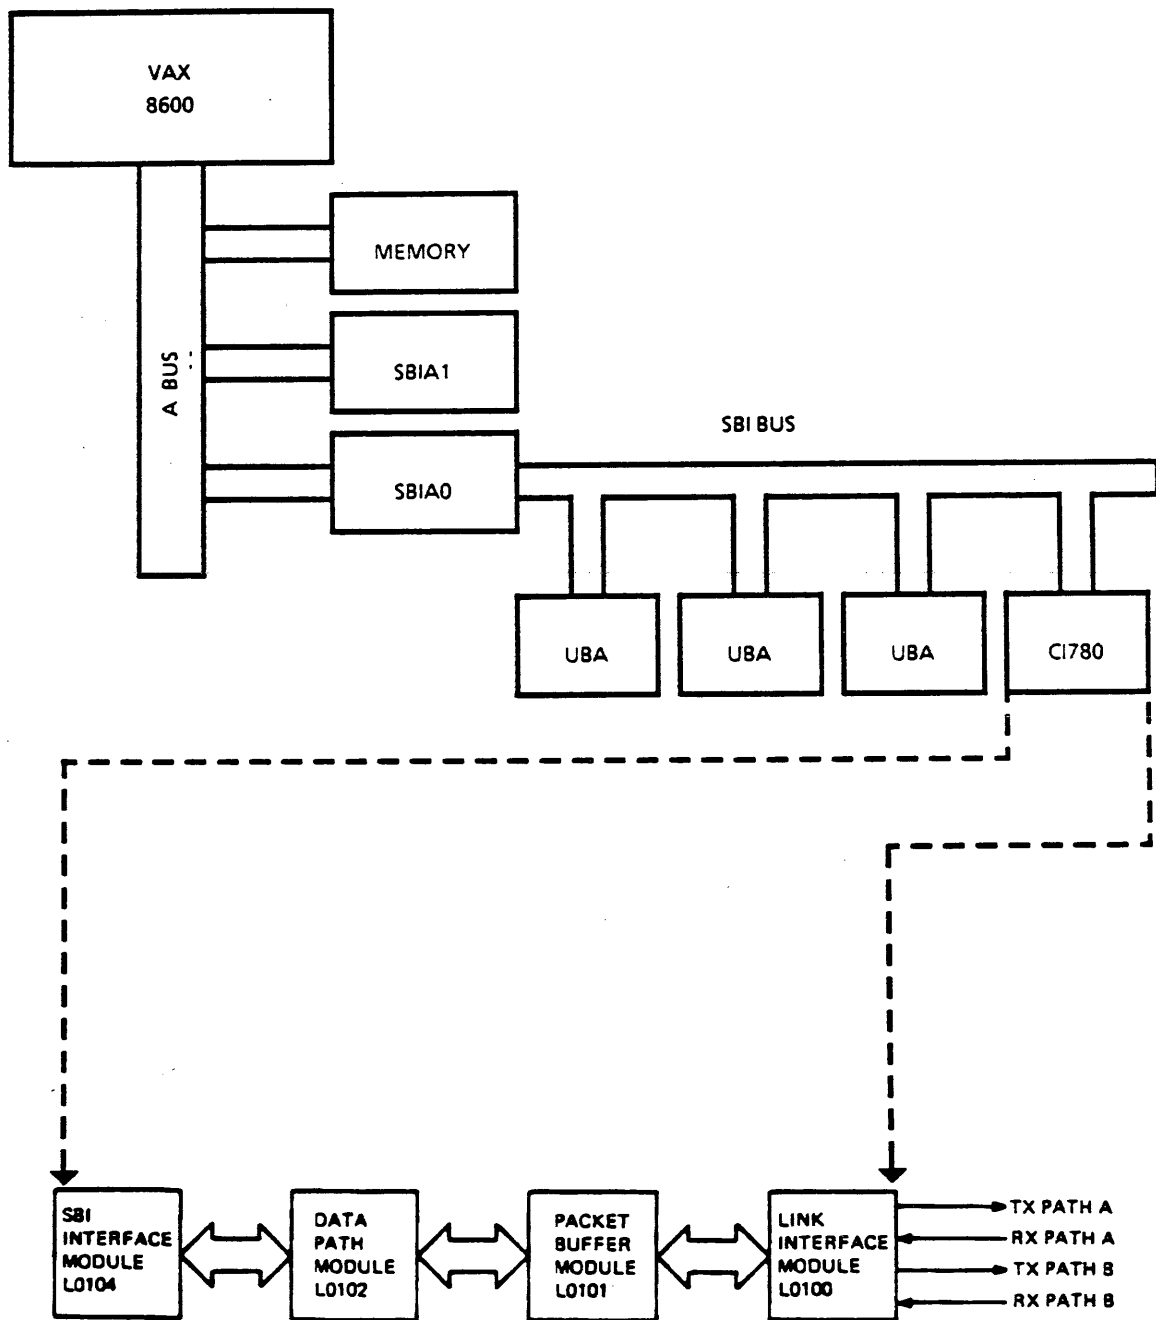 VAX
8600
MEMORY
A BUS
SBIA1
SBI BUS
SBIA0
UBA
UBA
UBA
CI780
SBI
INTERFACE
MODULE
L0104
DATA
PATH
MODULE
L0102
PACKET
BUFFER
MODULE
L0101
LINK
INTERFACE
MODULE
L0100
TX PATH A
RX PATH A
TX PATH B
RX PATH B